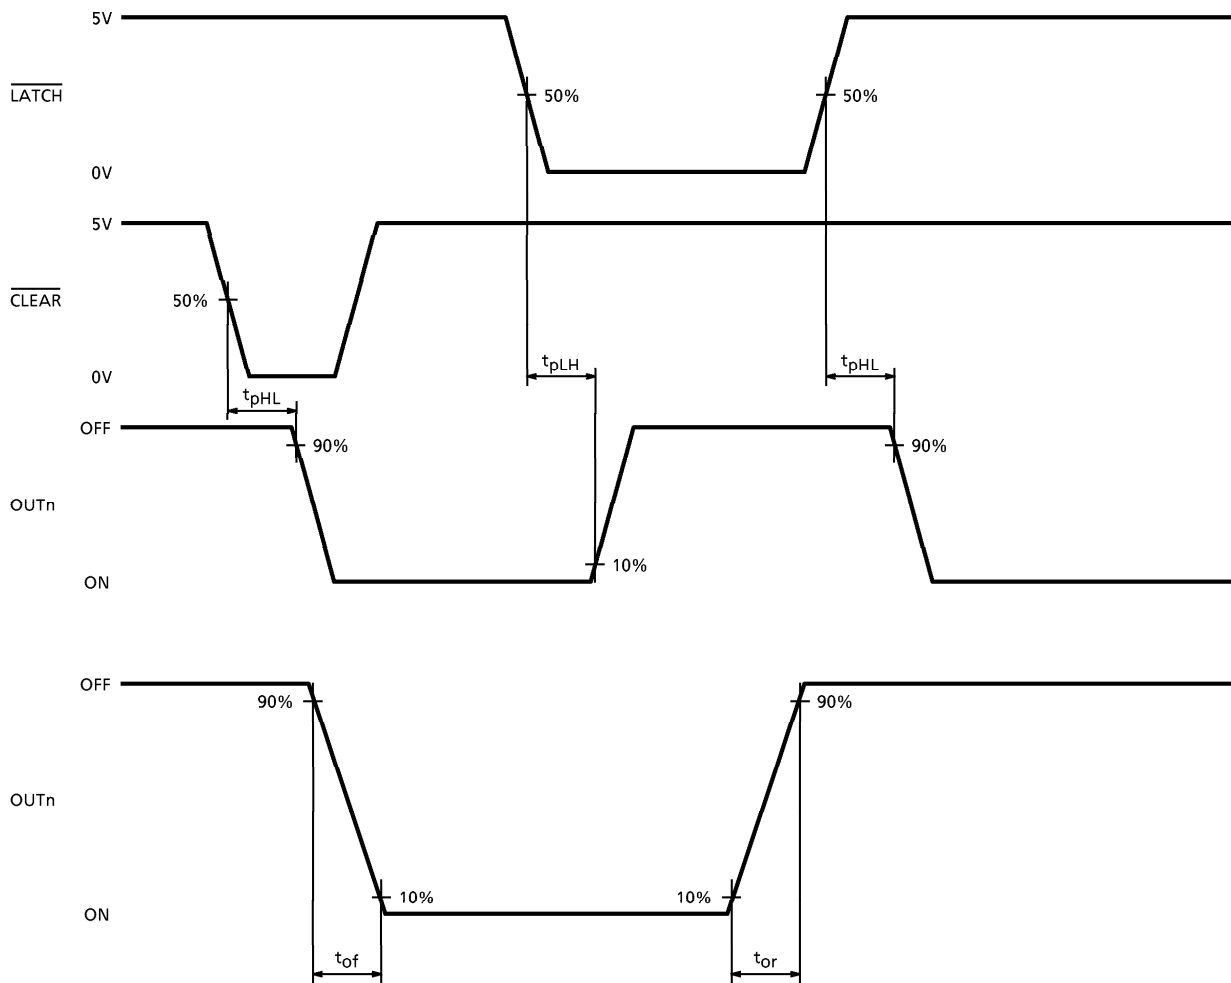 5V
LATCH
50%
50%
0V
5V
CLEAR
50%
0V
tpLH
tpHL
tpHL
OFF
90%
90%
OUTn
10%
ON
OFF
90%
90%
OUTn
10%
10%
ON
tof
tor